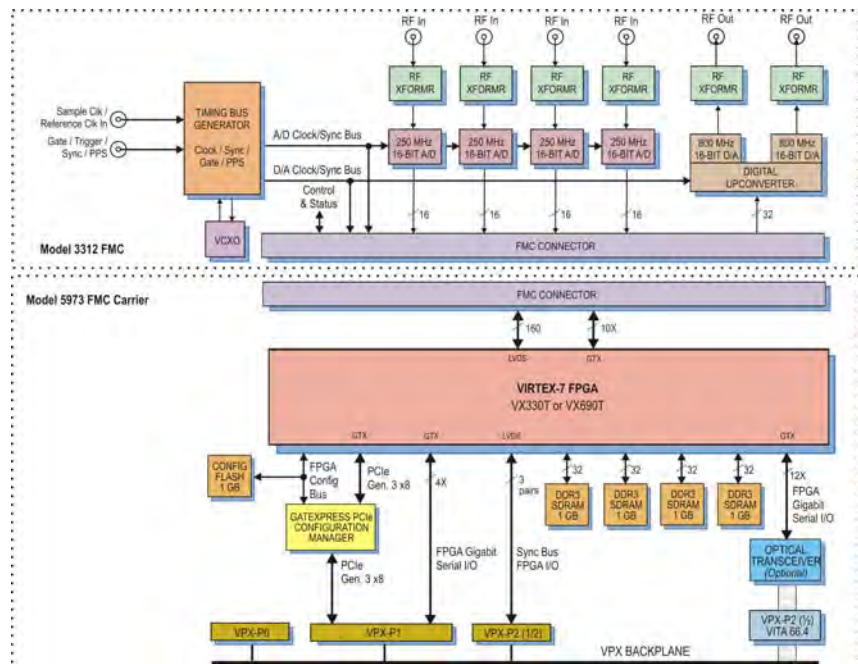 RF In
RF In
RF In
RF In
RF Out
RF Out
RF
XFORMR
RF
XFORMR
RF
XFORMR
RF
XFORMR
RF
XFORMR
RF
XFORMR
Sample Clk /
Reference Clk In
Gate / Trigger /
Sync / PPS
TIMING BUS
GENERATOR
Clock / Sync /
Gate / PPS
A/D Clock/Sync Bus
D/A Clock/Sync Bus
250 MHz
16-BIT A/D
250 MHz
16-BIT A/D
250 MHz
16-BIT A/D
250 MHz
16-BIT A/D
800 MHz
16-BIT D/A
800 MHz
16-BIT D/A
DIGITAL
UPCONVERTER
Control
& Status
16
16
16
16
32
VCXO
Model 3312 FMC
FMC CONNECTOR
Model 5973 FMC Carrier
FMC CONNECTOR
160
10X
LVDS
GTX
VIRTEX-7 FPGA
VX330T or VX690T
GTX
GTX
LVDS
GTX
CONFIG
FLASH
1 GB
FPGA
Config
Bus
PCIe
Gen. 3 x8
4X
3
pairs
32
32
32
32
12X
DDR3
SDRAM
1 GB
DDR3
SDRAM
1 GB
DDR3
SDRAM
1 GB
DDR3
SDRAM
1 GB
FPGA
Gigabit
Serial I/O
GATEXPRESS PCIe
CONFIGURATION
MANAGER
PCIe
Gen. 3 x8
FPGA Gigabit
Serial I/O
Sync Bus
FPGA I/O
OPTICAL
TRANSCEIVER
(Optional)
VPX-P0
VPX-P1
VPX-P2 (1/2)
VPX-P2 (½)
VITA 66.4
VPX BACKPLANE